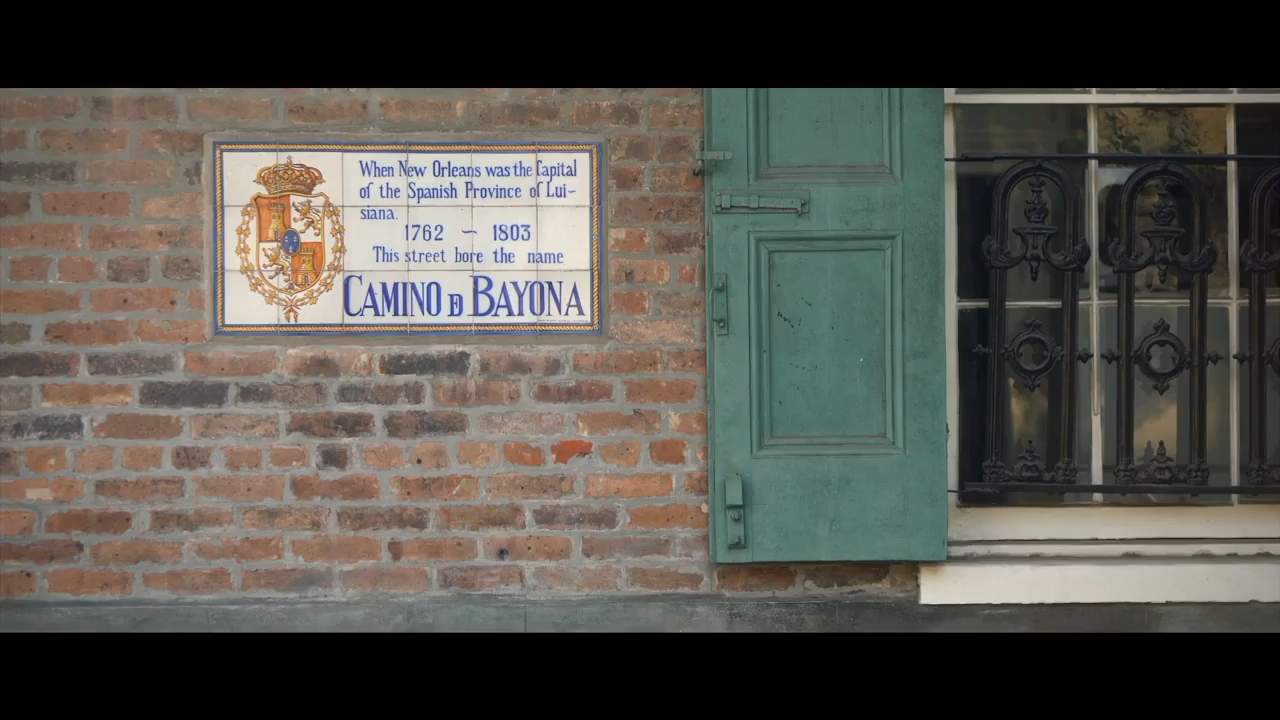 When New Orleans was the Capital
of the Spanish Province of Lui-
siana.
1762 ~ 1803
This street bore the name
CAMINO D BAYONA